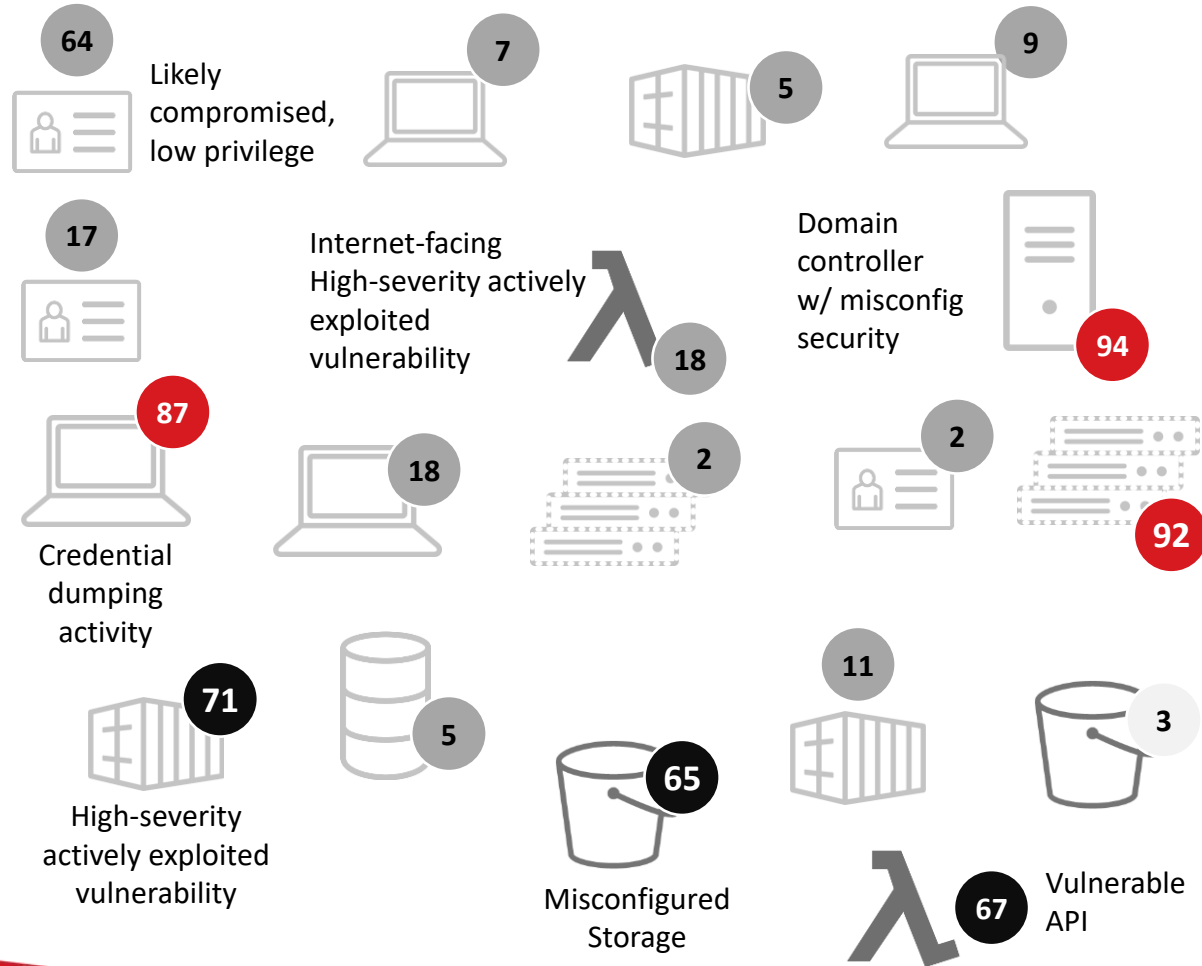 64
Likely
compromised,
low privilege
7
5
9
17
Internet-facing
High-severity actively
exploited
vulnerability
18
Domain
controller
w/ misconfig
security
94
87
Credential
dumping
activity
18
2
2
92
71
High-severity
actively exploited
vulnerability
5
65
Misconfigured
Storage
11
3
67
Vulnerable
API